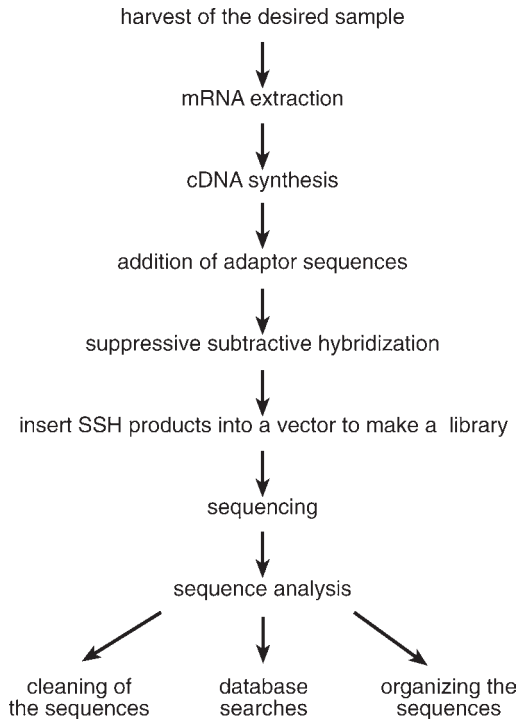 harvest of the desired sample
mRNA extraction
cDNA synthesis
addition of adaptor sequences
suppressive subtractive hybridization
insert SSH products into a vector to make a library
sequencing
sequence analysis
cleaning of
the sequences
database
searches
organizing the
sequences